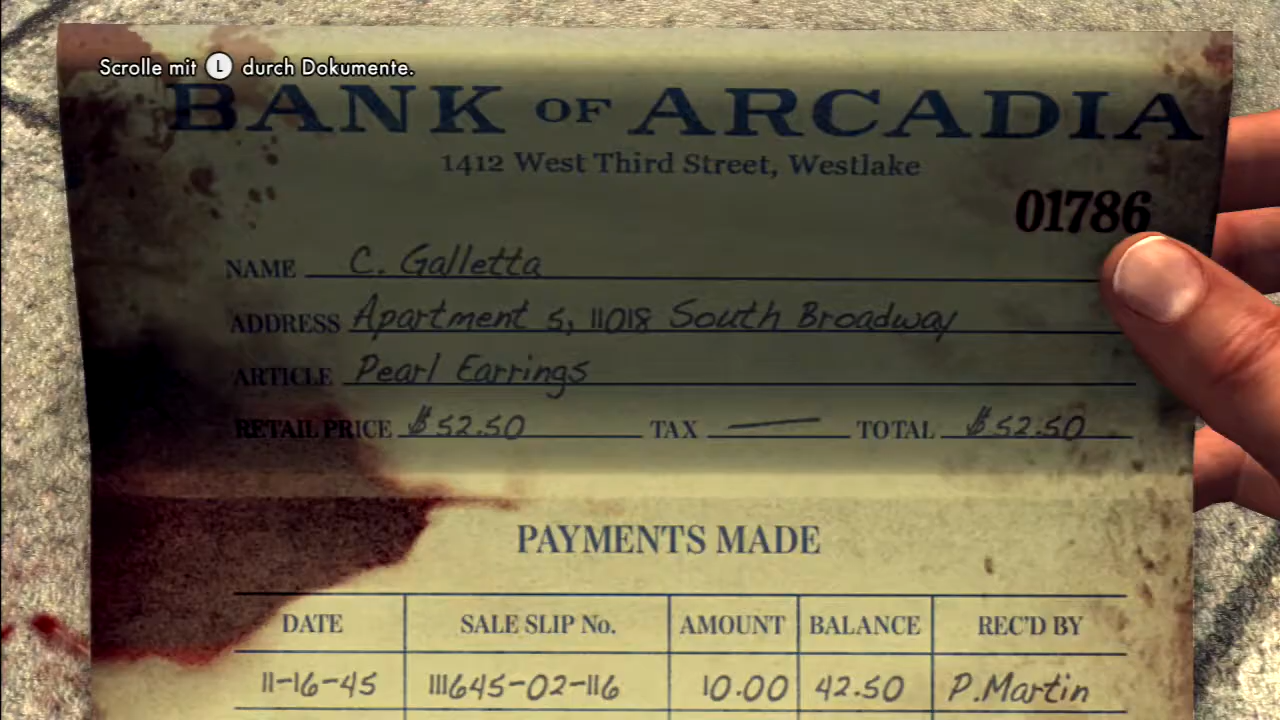 Scrolle mit L durch Dokumente.
BANK OF ARCADIA
1412 West Third Street, Westlake
01786
NAME C. Galletta
ADDRESS Apartment 5, 11018 South Broadway
ARTICLE Pearl Earrings
RETAIL PRICE $52.50 TAX — TOTAL $52.50
PAYMENTS MADE
DATE SALE SLIP No. AMOUNT BALANCE REC'D BY
11-16-45 111645-02-116 10.00 42.50 P.Martin